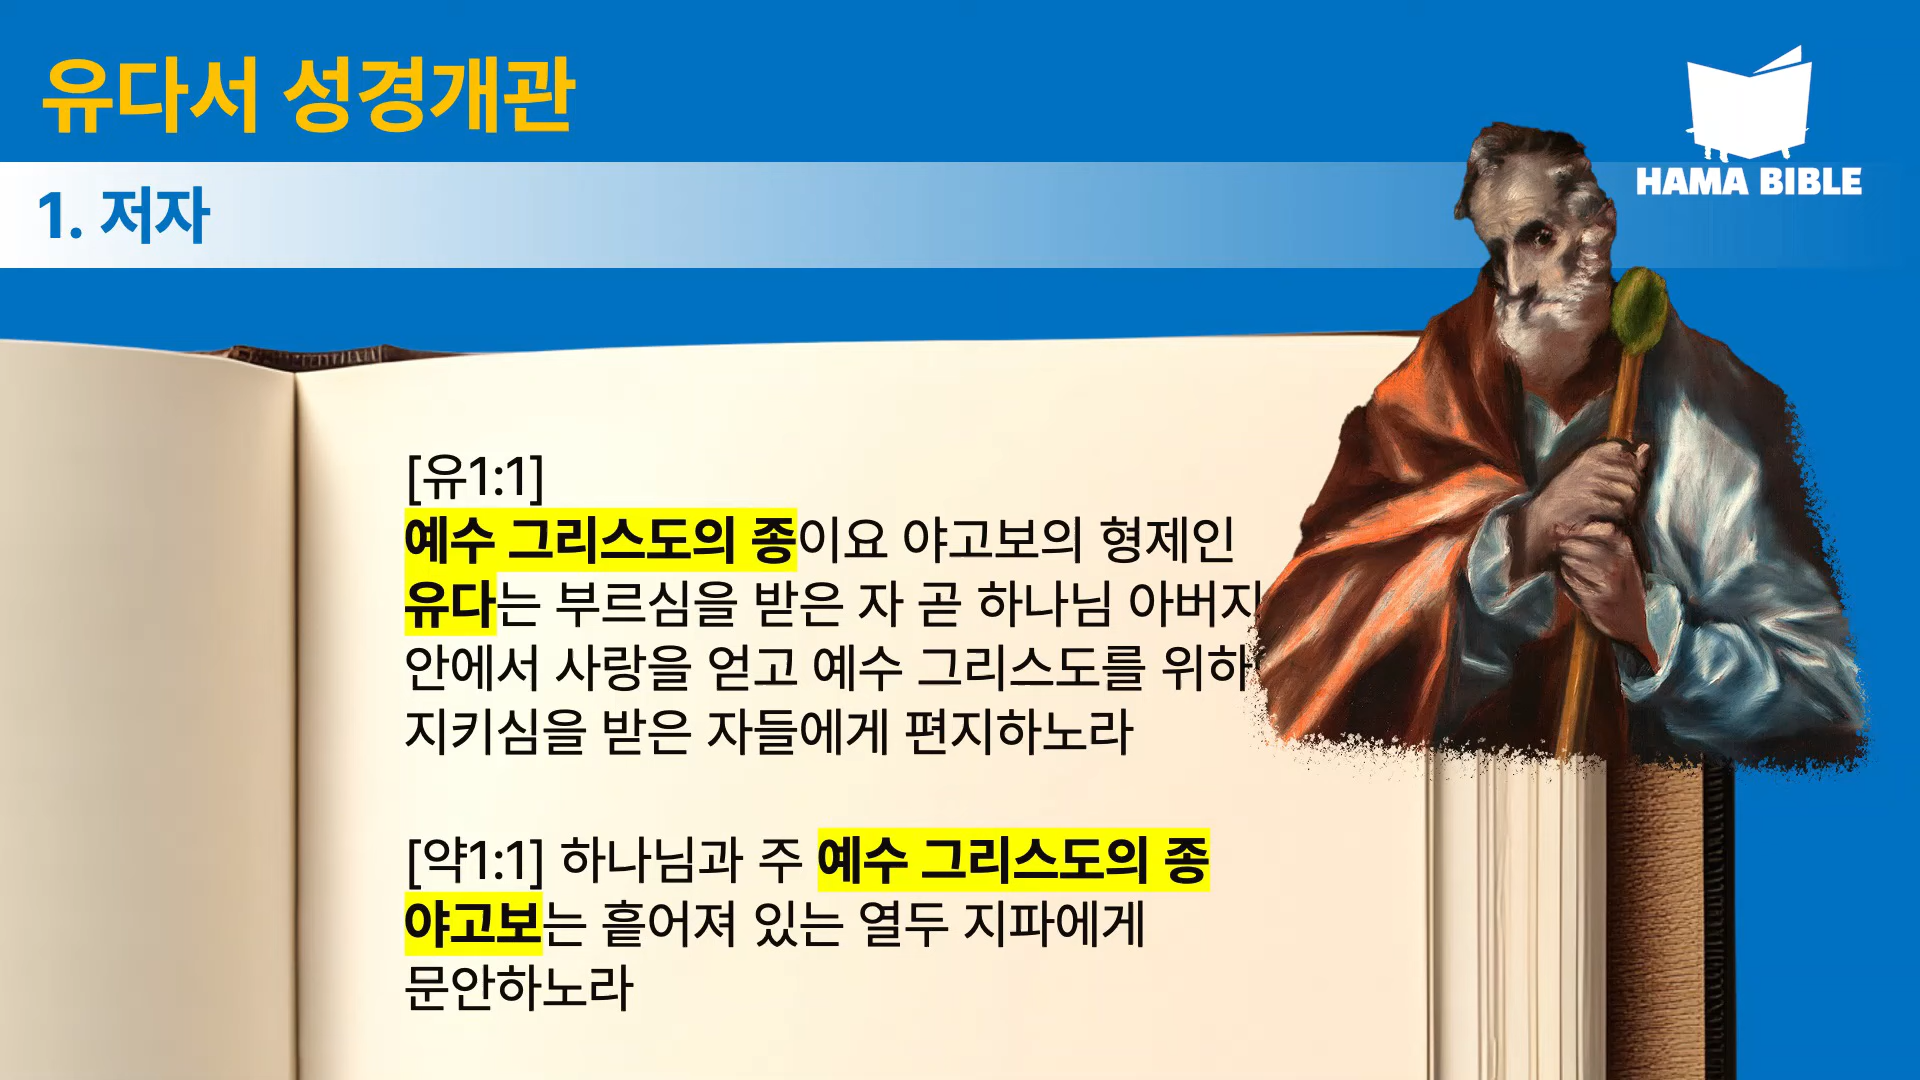 유다서 성경개관
HAMA BIBLE
1. 저자
[유1:1]
예수 그리스도의 종이요 야고보의 형제인
유다는 부르심을 받은 자 곧 하나님 아버지
안에서 사랑을 얻고 예수 그리스도를 위하
지키심을 받은 자들에게 편지하노라
[약1:1] 하나님과 주 예수 그리스도의 종
야고보는 흩어져 있는 열두 지파에게
문안하노라